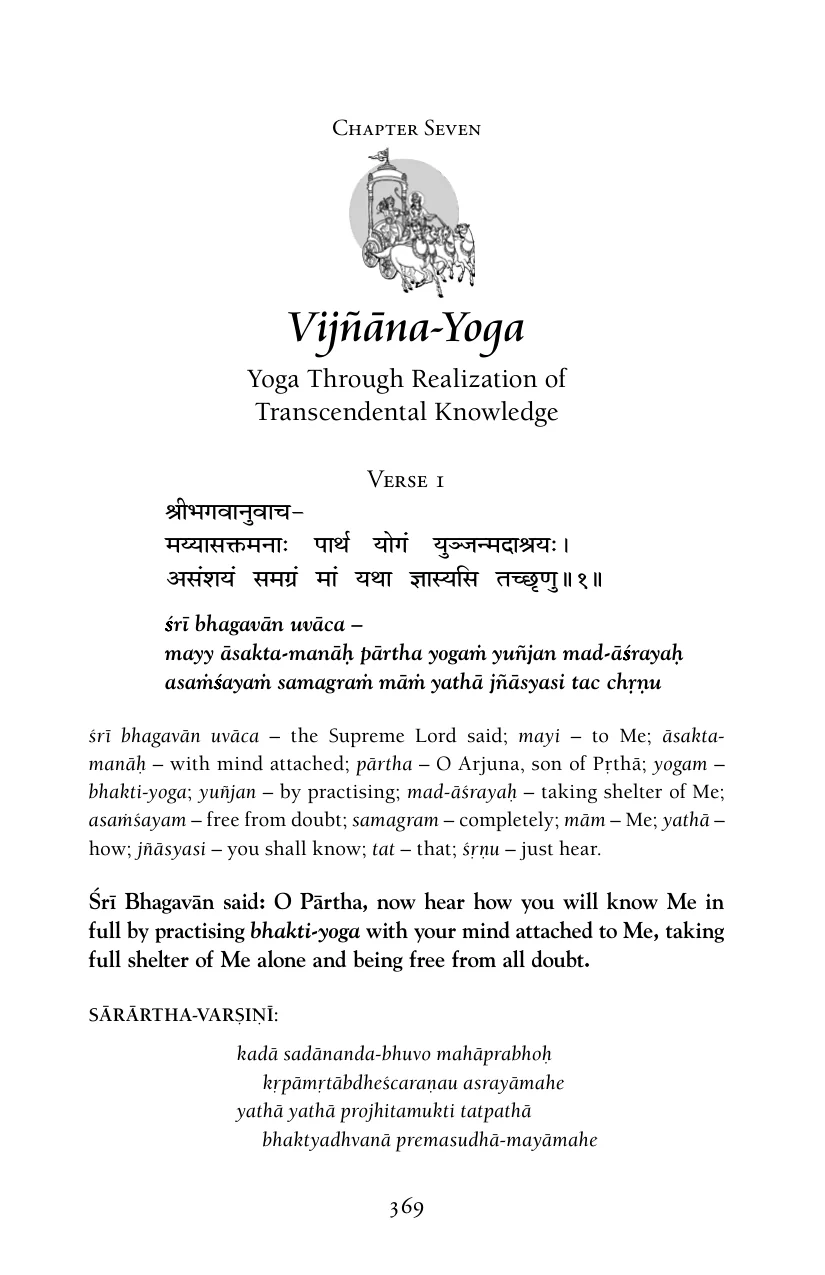 Chapter Seven
Vijñāna-Yoga
Yoga Through Realization of
Transcendental Knowledge
Verse 1
श्रीभगवानुवाच–
मय्यासक्तमनाः पार्थ योगं युञ्जन्मदाश्रयः।
असंशयं समग्रं मां यथा ज्ञास्यसि तच्छृणु॥१॥
śrī bhagavān uvāca –
mayy āsakta-manāḥ pārtha yogaṁ yuñjan mad-āśrayaḥ
asaṁśayaṁ samagraṁ māṁ yathā jñāsyasi tac chṛṇu
śrī bhagavān uvāca – the Supreme Lord said; mayi – to Me; āsakta-
manāḥ – with mind attached; pārtha – O Arjuna, son of Pṛthā; yogam –
bhakti-yoga; yuñjan – by practising; mad-āśrayaḥ – taking shelter of Me;
asaṁśayam – free from doubt; samagram – completely; mām – Me; yathā –
how; jñāsyasi – you shall know; tat – that; śṛṇu – just hear.
Śrī Bhagavān said: O Pārtha, now hear how you will know Me in
full by practising bhakti-yoga with your mind attached to Me, taking
full shelter of Me alone and being free from all doubt.
SĀRĀRTHA-VARṢIṆĪ:
kadā sadānanda-bhuvo mahāprabhoḥ
kṛpāmṛtābdheścaraṇau asrayāmahe
yathā yathā projhitamukti tatpathā
bhaktyadhvanā premasudhā-mayāmahe
369